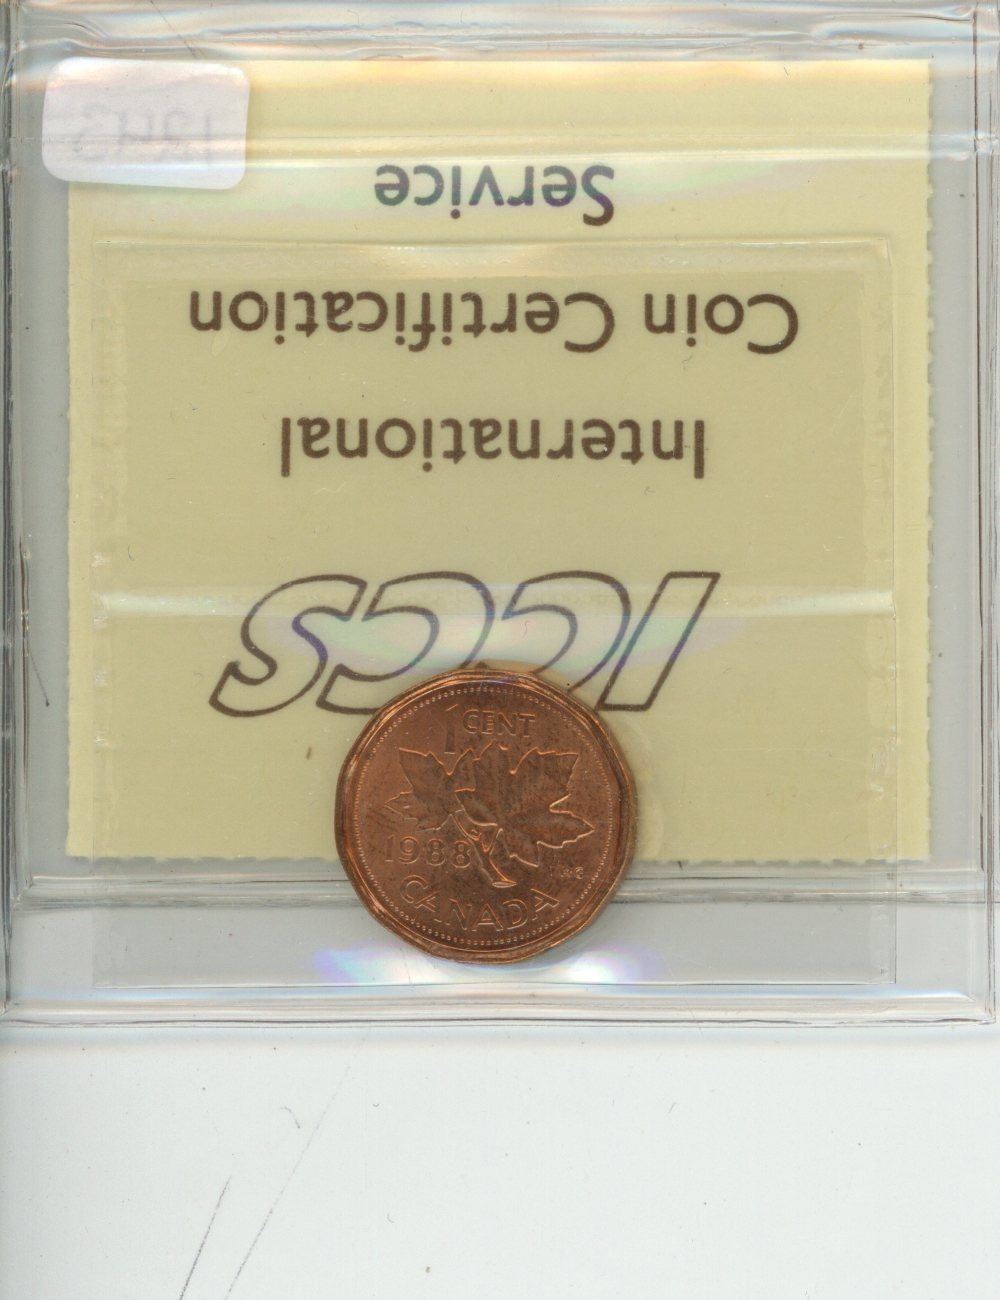 ICCS
International
Coin Certification
Service
1 CENT
1988
CANADA